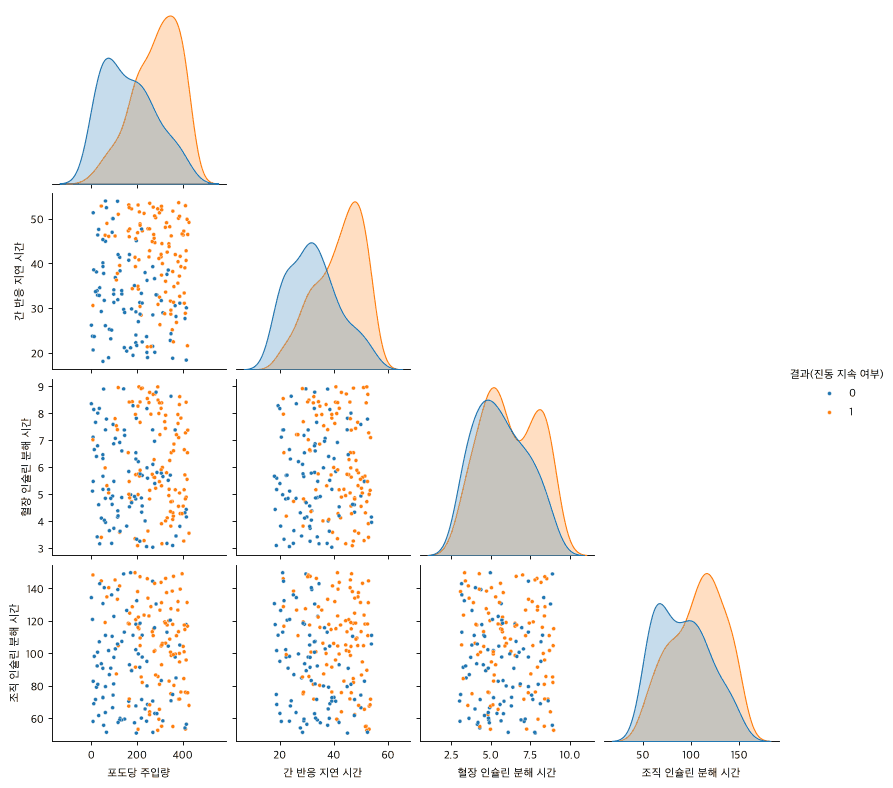 50
40
30
20
간 반응 지연 시간
결과(진동 지속 여부)
0
1
9
8
7
6
5
4
3
혈장 인슐린 분해 시간
140
120
100
80
60
조직 인슐린 분해 시간
0 200 400
20 40 60
2.5 5.0 10.0
50 100 150
포도당 주입량
간 반응 지연 시간
혈장 인슐린 분해 시간
조직 인슐린 분해 시간